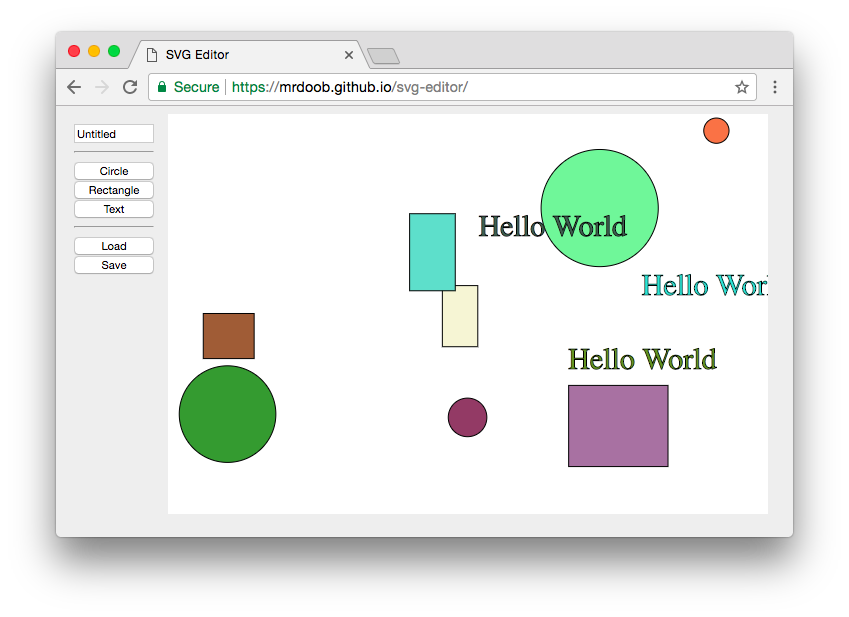 SVG Editor
Secure https://mrdoob.github.io/svg-editor/
Untitled
Circle
Rectangle
Text
Load
Save
Hello World
Hello Worl
Hello World